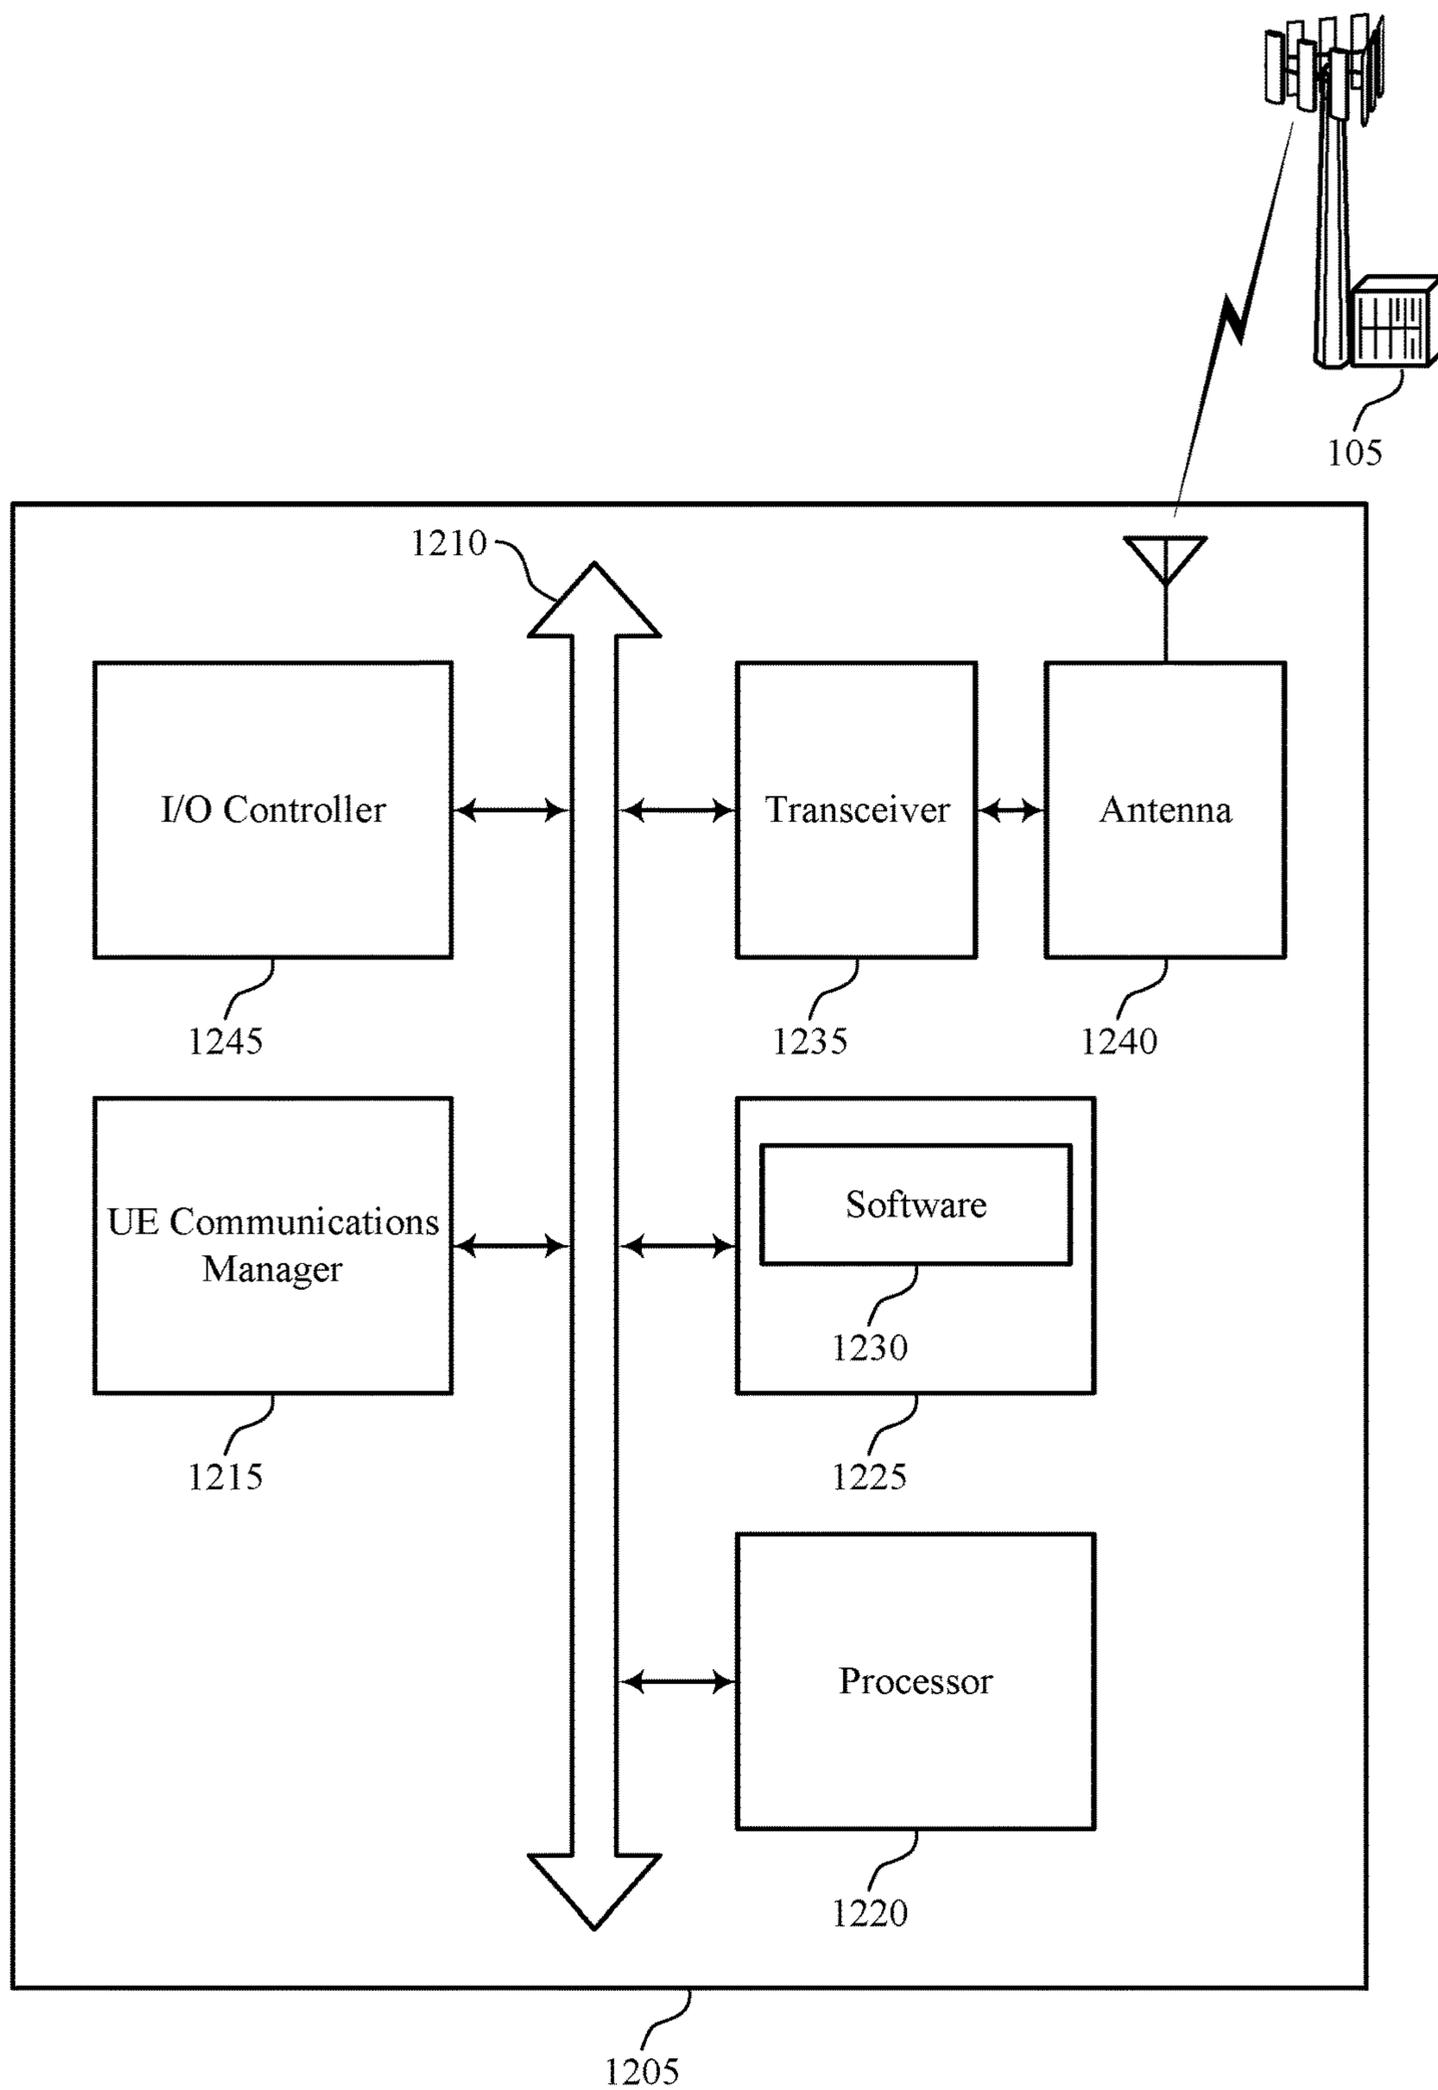 105
1210
I/O Controller
Transceiver
Antenna
1245
1235
1240
UE Communications
Manager
Software
1230
1215
1225
Processor
1220
1205